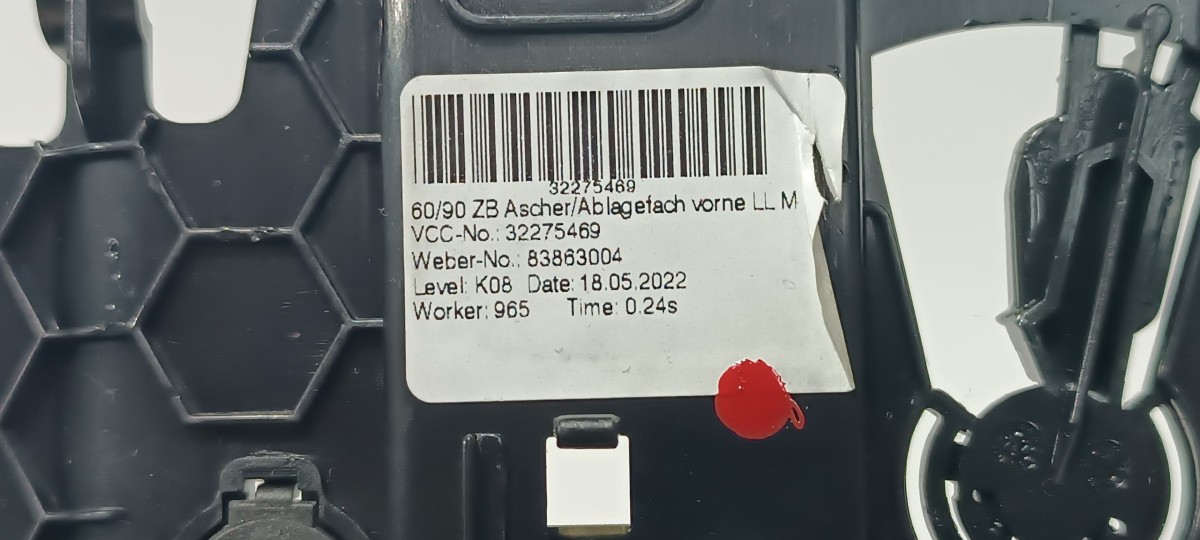 32275469
60/90 ZB Ascher/Ablagefach vorne LL M
VCC-No.: 32275469
Weber-No.: 83863004
Level: K08 Date: 18.05.2022
Worker: 965 Time: 0.24s